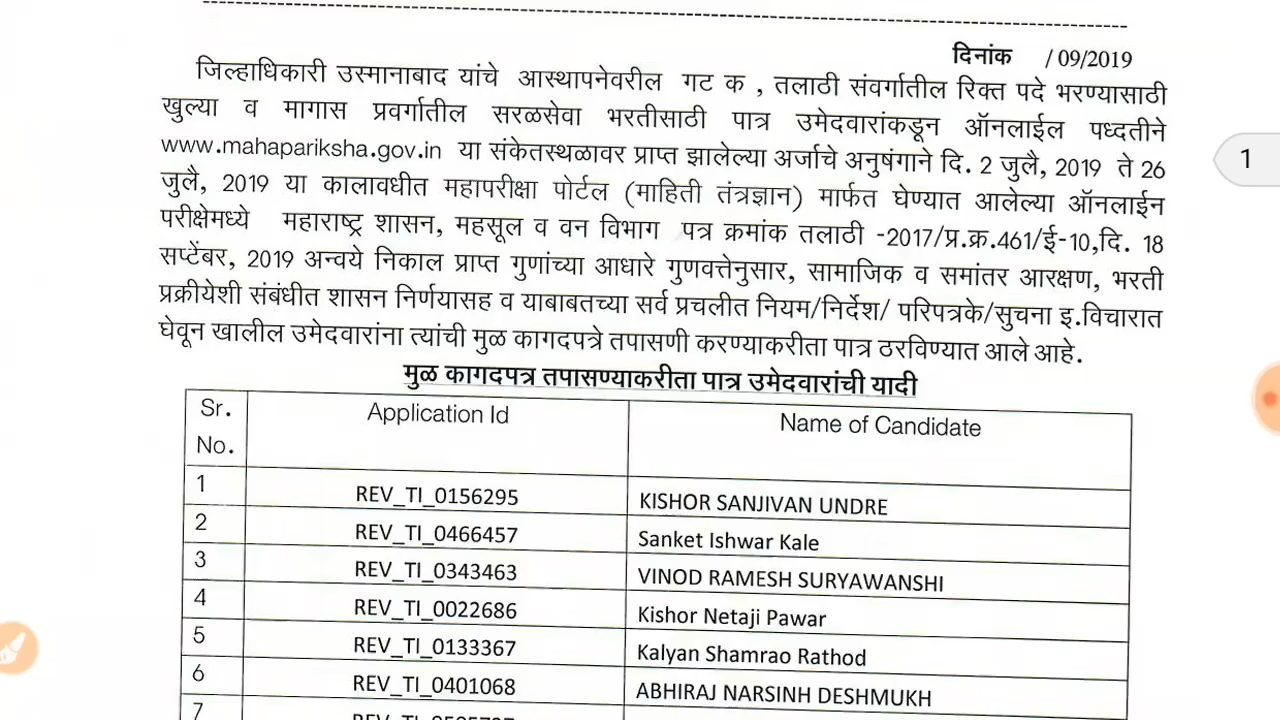 दिनांक /09/2019
जिल्हाधिकारी उस्मानाबाद यांचे आस्थापनेवरील गट क , तलाठी संवर्गातील रिक्त पदे भरण्यासाठी
खुल्या व मागास प्रवर्गातील सरळसेवा भरतीसाठी पात्र उमेदवारांकडून ऑनलाईल पध्दतीने
www.mahapariksha.gov.in या संकेतस्थळावर प्राप्त झालेल्या अर्जाचे अनुषंगाने दि. 2 जुलै, 2019 ते 26
जुलै, 2019 या कालावधीत महापरीक्षा पोर्टल (माहिती तंत्रज्ञान) मार्फत घेण्यात आलेल्या ऑनलाईन
परीक्षेमध्ये महाराष्ट्र शासन, महसूल व वन विभाग पत्र क्रमांक तलाठी -2017/प्र.क्र.461/ई-10,दि. 18
सप्टेंबर, 2019 अन्वये निकाल प्राप्त गुणांच्या आधारे गुणवत्तेनुसार, सामाजिक व समांतर आरक्षण, भरती
प्रक्रीयेशी संबंधीत शासन निर्णयासह व याबाबतच्या सर्व प्रचलीत नियम/निर्देश/ परिपत्रके/सुचना इ.विचारात
घेवून खालील उमेदवारांना त्यांची मुळ कागदपत्रे तपासणी करण्याकरीता पात्र ठरविण्यात आले आहे.
मुळ कागदपत्र तपासण्याकरीता पात्र उमेदवारांची यादी
Sr. No. Application Id Name of Candidate
1 REV_TI_0156295 KISHOR SANJIVAN UNDRE
2 REV_TI_0466457 Sanket Ishwar Kale
3 REV_TI_0343463 VINOD RAMESH SURYAWANSHI
4 REV_TI_0022686 Kishor Netaji Pawar
5 REV_TI_0133367 Kalyan Shamrao Rathod
6 REV_TI_0401068 ABHIRAJ NARSINH DESHMUKH
7
1